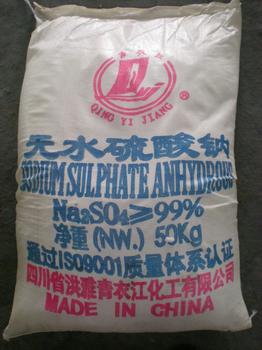 QING YI JIANG ®
无水硫酸钠
SODIUM SULPHATE ANHYDROUS
Na₂SO₄≥99%
净重(NW.) 50Kg
通过ISO9001质量体系认证
四川省洪雅青衣江化工有限公司
MADE IN CHINA